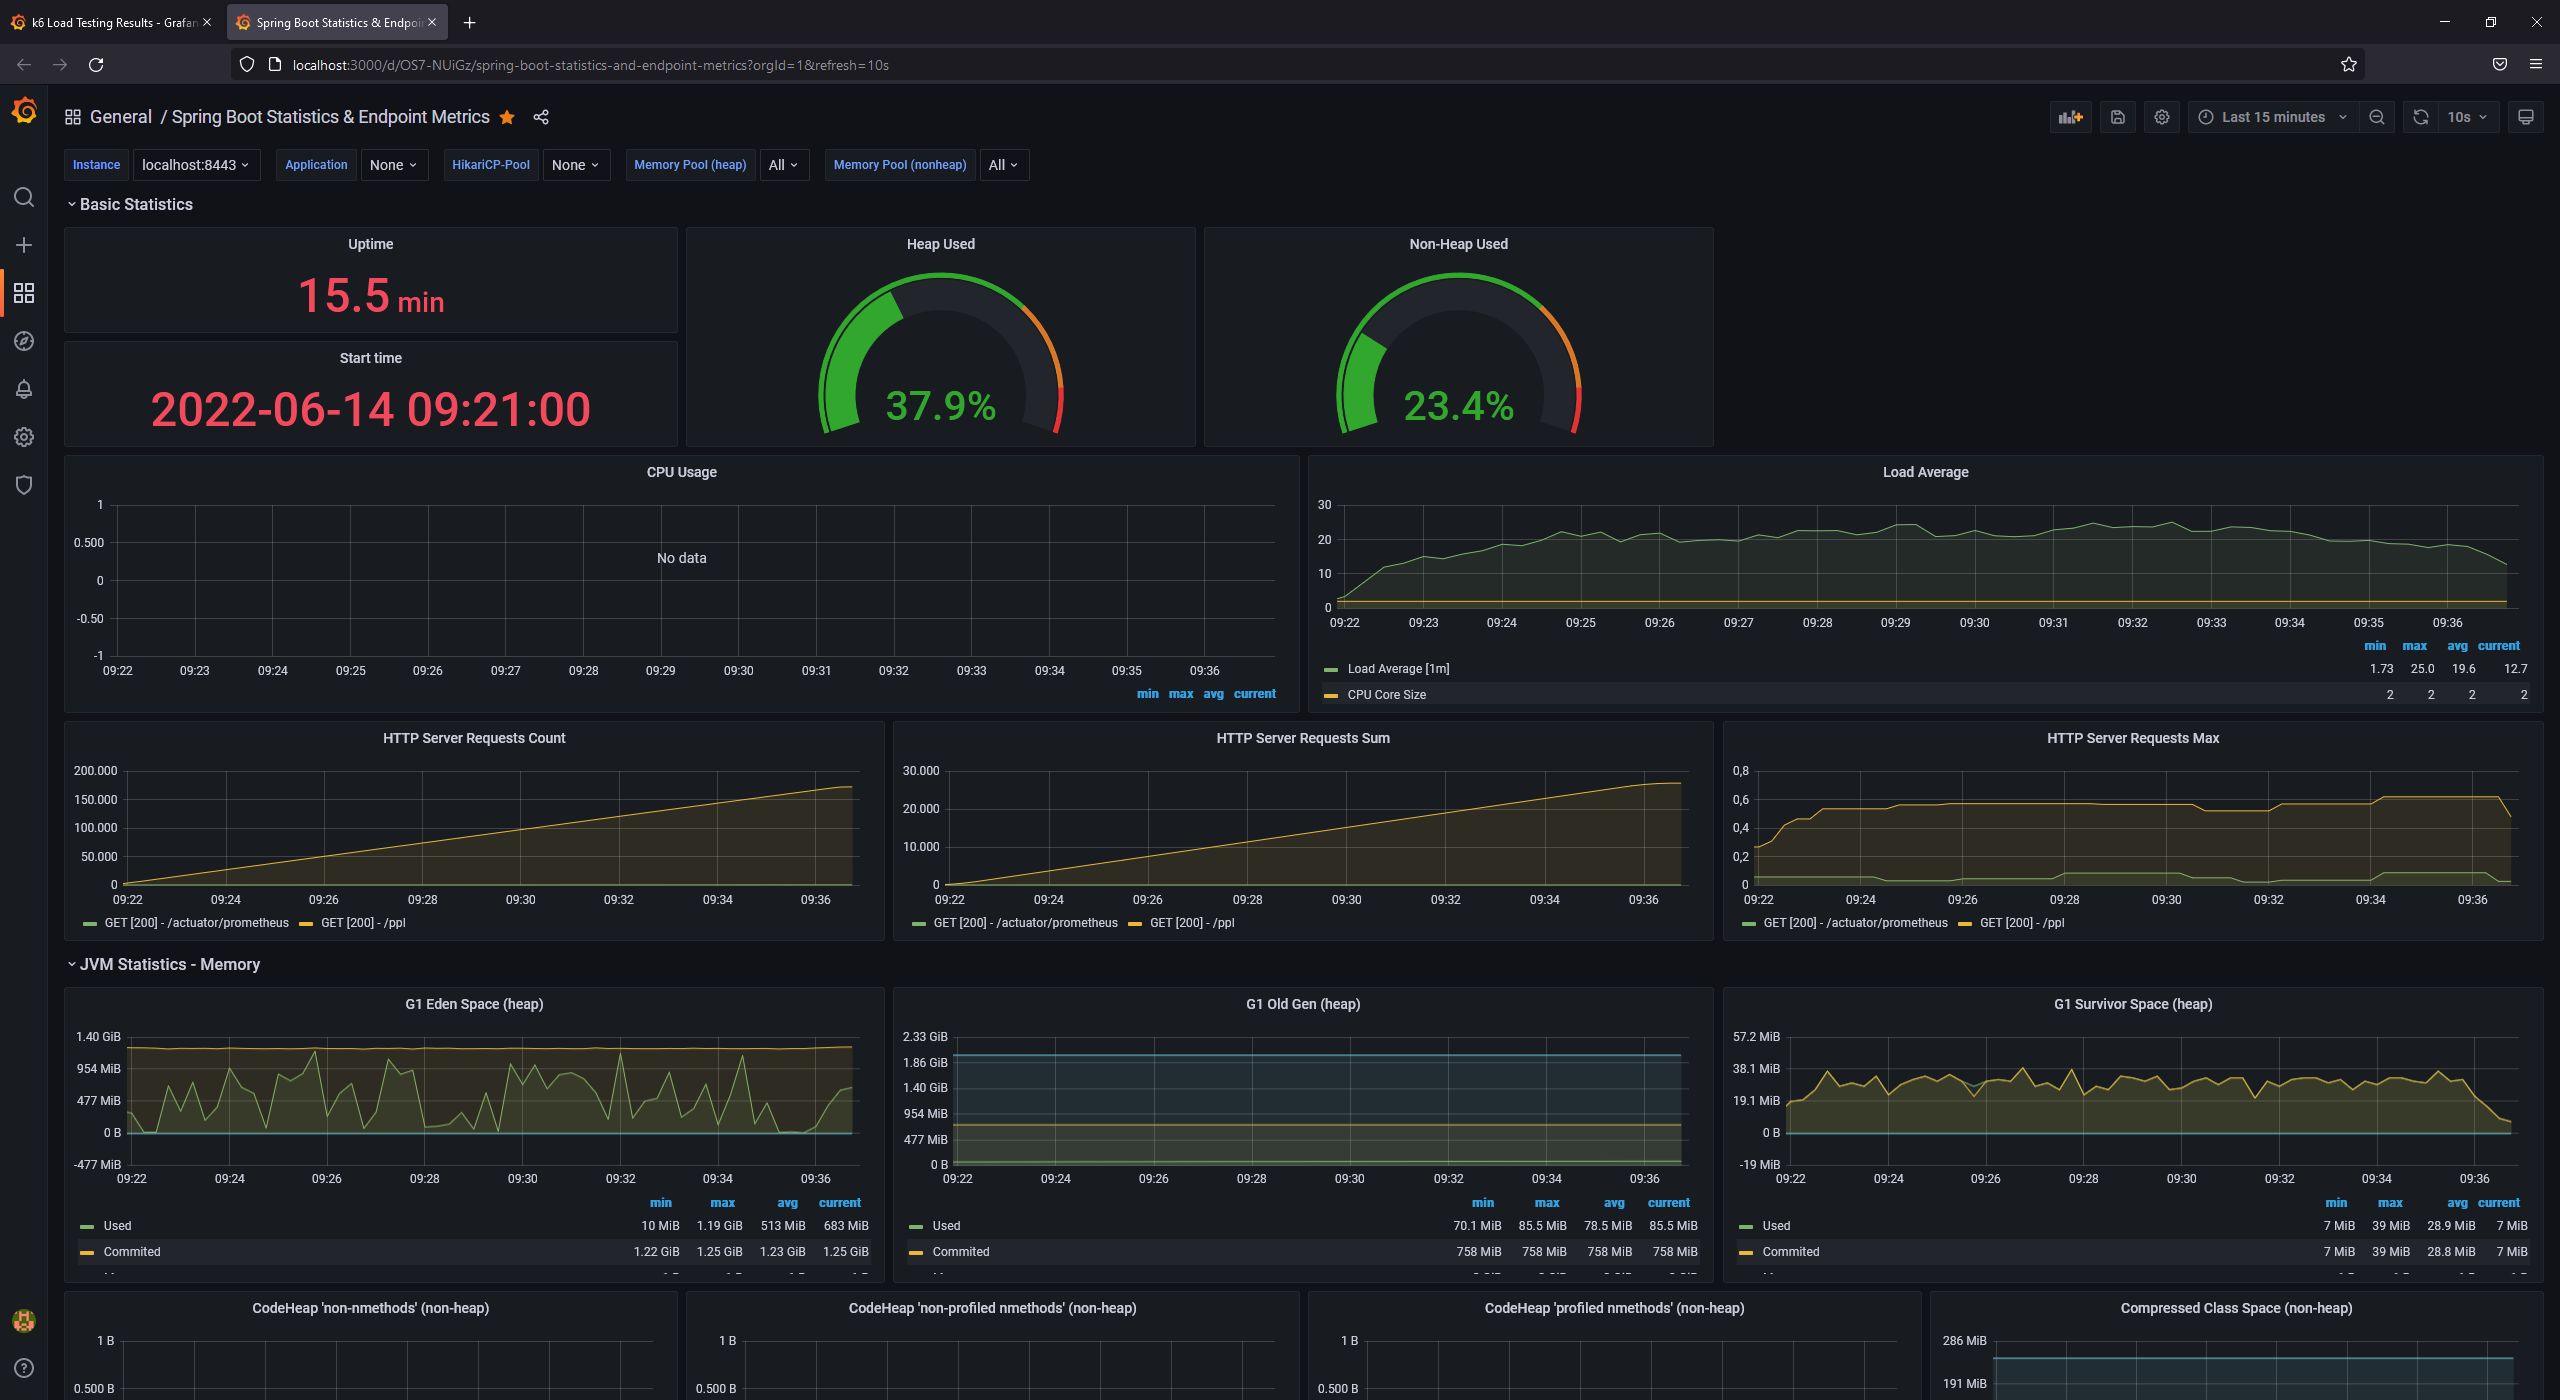 k6 Load Testing Results - Grafan
Spring Boot Statistics & Endpoi
localhost:3000/d/OS7-NUiGz/spring-boot-statistics-and-endpoint-metrics?orgId=1&refresh=10s
General / Spring Boot Statistics & Endpoint Metrics
Last 15 minutes
10s
Instance localhost:8443 Application None HikariCP-Pool None Memory Pool (heap) All Memory Pool (nonheap) All
Basic Statistics
Uptime
15.5 min
Start time
2022-06-14 09:21:00
Heap Used
37.9%
Non-Heap Used
23.4%
CPU Usage
1
0.500
0
-0.50
-1
No data
09:22 09:23 09:24 09:25 09:26 09:27 09:28 09:29 09:30 09:31 09:32 09:33 09:34 09:35 09:36
min max avg current
Load Average
30
20
10
0
09:22 09:23 09:24 09:25 09:26 09:27 09:28 09:29 09:30 09:31 09:32 09:33 09:34 09:35 09:36
min max avg current
Load Average [1m] 1.73 25.0 19.6 12.7
CPU Core Size 2 2 2 2
HTTP Server Requests Count
200.000
150.000
100.000
50.000
0
09:22 09:24 09:26 09:28 09:30 09:32 09:34 09:36
GET [200] - /actuator/prometheus GET [200] - /ppl
HTTP Server Requests Sum
30.000
20.000
10.000
0
09:22 09:24 09:26 09:28 09:30 09:32 09:34 09:36
GET [200] - /actuator/prometheus GET [200] - /ppl
HTTP Server Requests Max
0,8
0,6
0,4
0,2
0
09:22 09:24 09:26 09:28 09:30 09:32 09:34 09:36
GET [200] - /actuator/prometheus GET [200] - /ppl
JVM Statistics - Memory
G1 Eden Space (heap)
1.40 GiB
954 MiB
477 MiB
0 B
-477 MiB
09:22 09:24 09:26 09:28 09:30 09:32 09:34 09:36
min max avg current
Used 10 MiB 1.19 GiB 513 MiB 683 MiB
Commited 1.22 GiB 1.25 GiB 1.23 GiB 1.25 GiB
G1 Old Gen (heap)
2.33 GiB
1.86 GiB
1.40 GiB
954 MiB
477 MiB
0 B
09:22 09:24 09:26 09:28 09:30 09:32 09:34 09:36
min max avg current
Used 70.1 MiB 85.5 MiB 78.5 MiB 85.5 MiB
Commited 758 MiB 758 MiB 758 MiB 758 MiB
G1 Survivor Space (heap)
57.2 MiB
38.1 MiB
19.1 MiB
0 B
-19 MiB
09:22 09:24 09:26 09:28 09:30 09:32 09:34 09:36
min max avg current
Used 7 MiB 39 MiB 28.9 MiB 7 MiB
Commited 7 MiB 39 MiB 28.8 MiB 7 MiB
CodeHeap 'non-nmethods' (non-heap)
1 B
0.500 B
CodeHeap 'non-profiled nmethods' (non-heap)
1 B
0.500 B
CodeHeap 'profiled nmethods' (non-heap)
1 B
0.500 B
Compressed Class Space (non-heap)
286 MiB
191 MiB